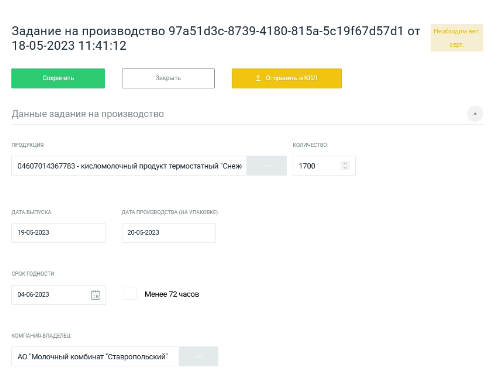 Задание на производство 97a51d3c-8739-4180-815a-5c19f67d57d1 от
18-05-2023 11:41:12
Необходим вет.
серт.
Сохранить
Закрыть
Отправить в КПЛ
Данные задания на производство
ПРОДУКЦИЯ
КОЛИЧЕСТВО
04607014367783 - кисломолочный продукт термостатный "Снеж
1700
ДАТА ВЫПУСКА
ДАТА ПРОИЗВОДСТВА (НА УПАКОВКЕ)
19-05-2023
20-05-2023
СРОК ГОДНОСТИ
04-06-2023
Менее 72 часов
КОМПАНИЯ-ВЛАДЕЛЕЦ
АО "Молочный комбинат "Ставропольский"